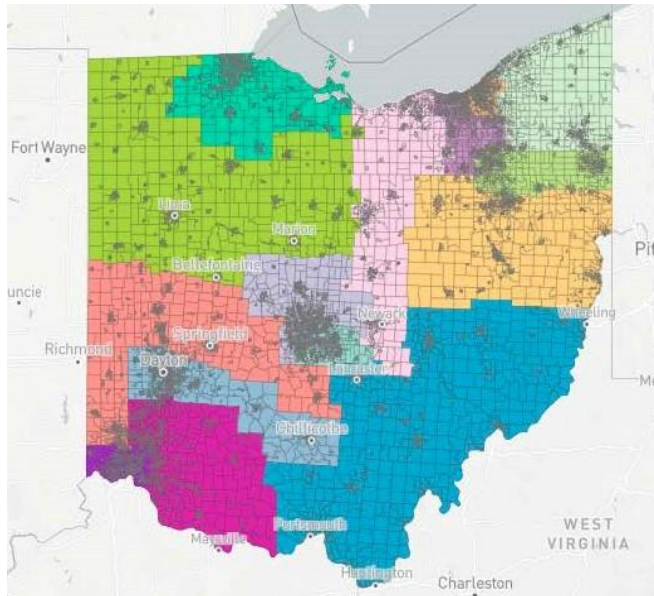 Fort Wayne
Lima
Marion
Bellefontaine
uncie
Newark
Wheeling
Pit
Springfield
Richmond
Dayton
Lancaster
Mo
Chillicothe
Portsmouth
WEST
VIRGINIA
Maysville
Huntington
Charleston